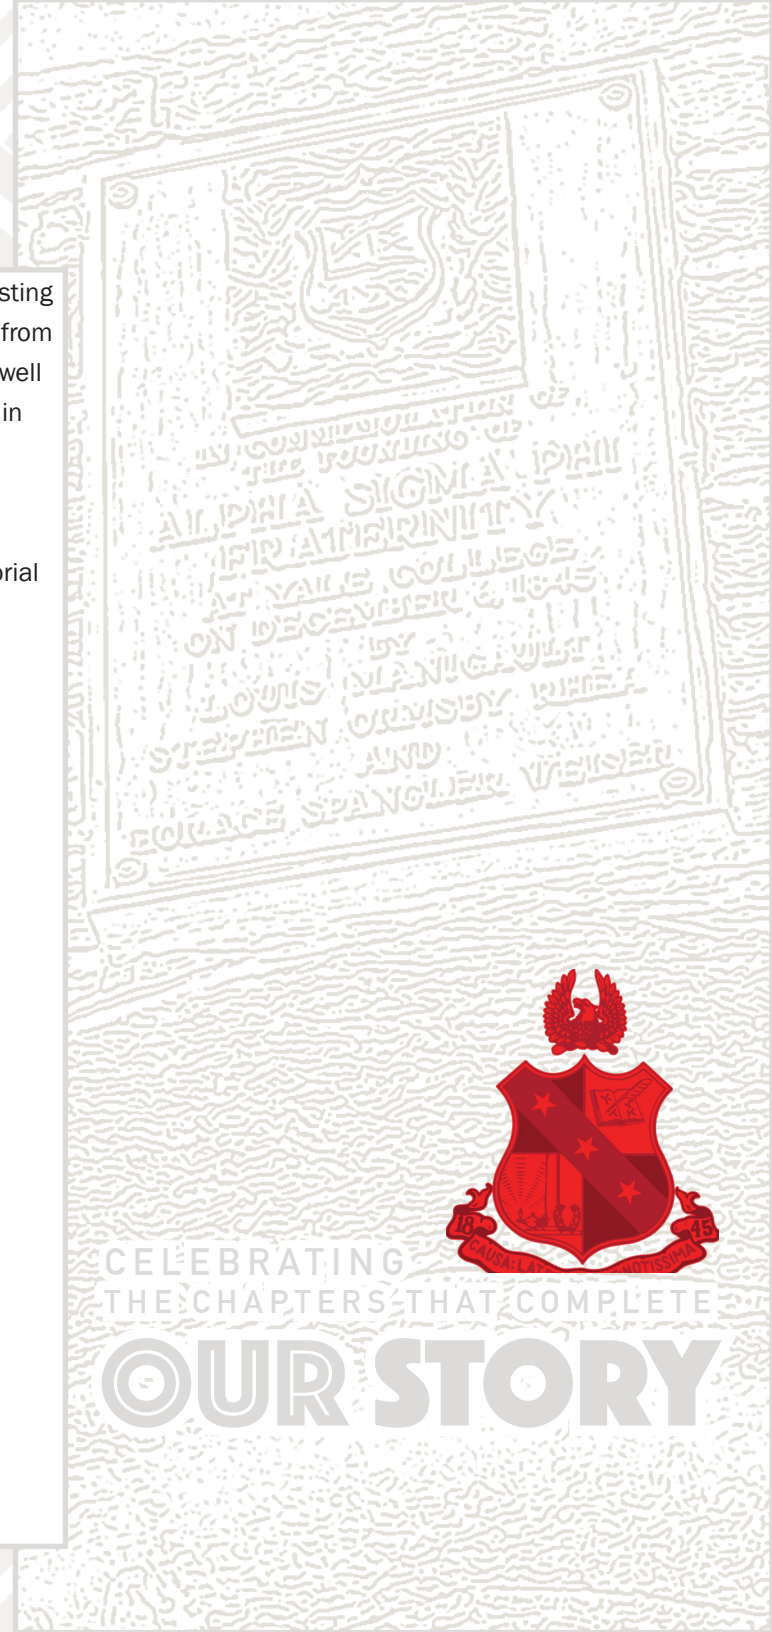 sting
from
well
in
orial
IN COMMEMORATION OF
THE FOUNDING OF
ALPHA SIGMA PHI
FRATERNITY
AT YALE COLLEGE
ON DECEMBER 6, 1845
BY
LOUIS MANIGAULT
STEPHEN ORMSBY RHEA
AND
HORACE SPANGLER WEISER
18 45
CAUSA: LAT NOTISSIMA
CELEBRATING
THE CHAPTERS THAT COMPLETE
OUR STORY